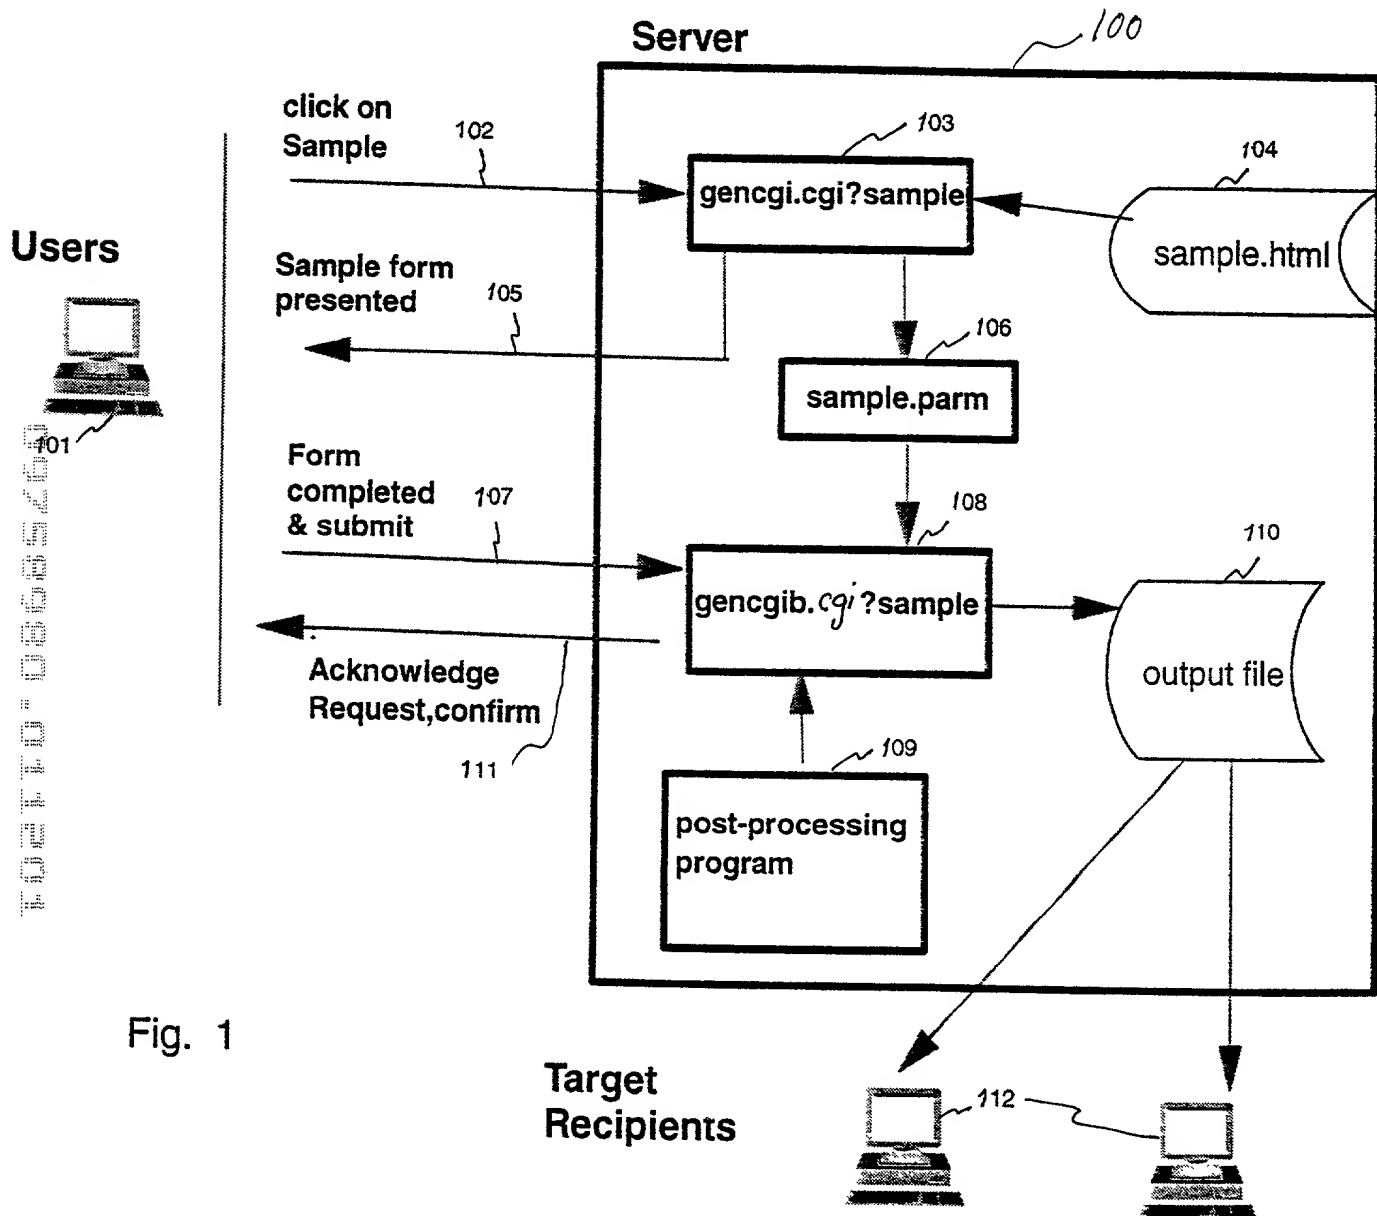 Server
100
click on
Sample
102
103
104
gencgi.cgi?sample
sample.html
Users
Sample form
presented
105
106
sample.parm
101
Form
completed
& submit
107
108
110
gencgib.cgi?sample
output file
Acknowledge
Request,confirm
111
109
post-processing
program
Fig. 1
Target
Recipients
112
09758980.011201